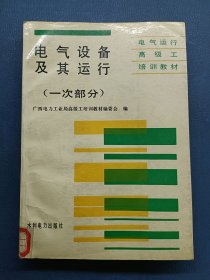 电气设备
及其运行
(一次部分)
电气运行
高级工
培训教材
广西电力工业局高级工培训教材编委会 编
水利电力出版社